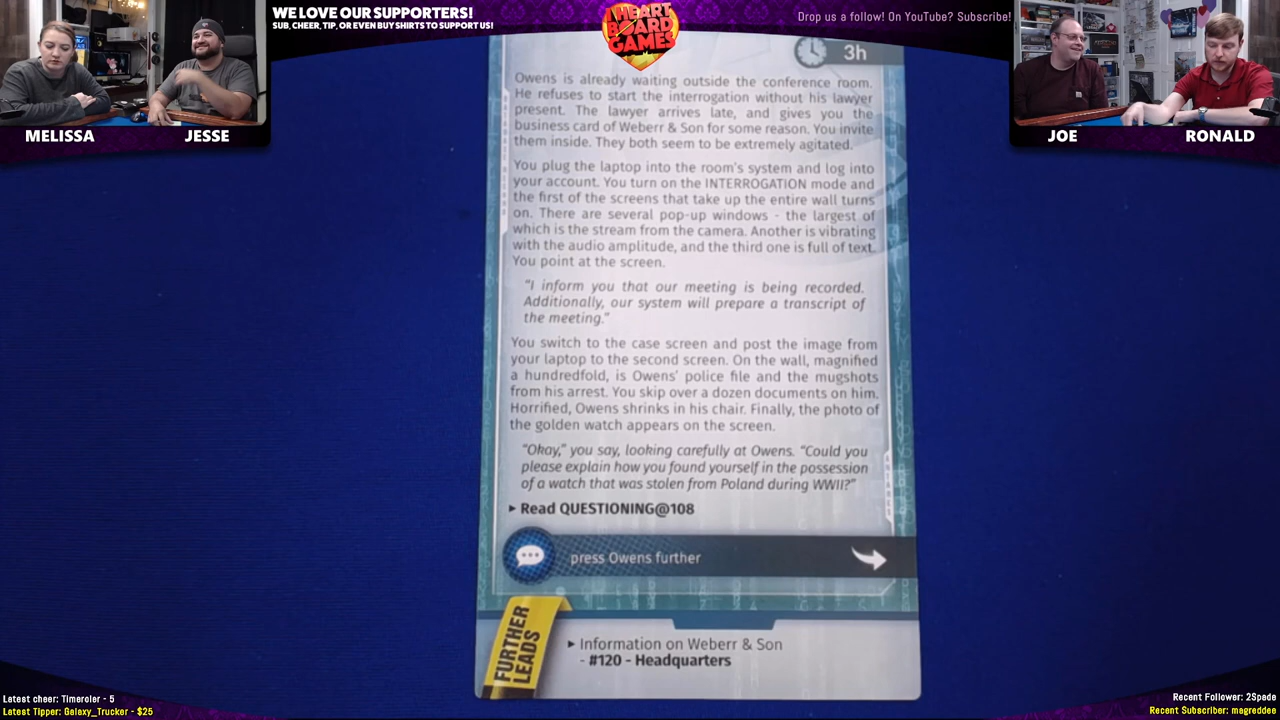 WE LOVE OUR SUPPORTERS!
SUB, CHEER, TIP, OR EVEN BUY SHIRTS TO SUPPORT US!
I HEART
BOARD
GAMES
Drop us a follow! On YouTube? Subscribe!
MELISSA
JESSE
JOE
RONALD
3h
Owens is already waiting outside the conference room.
He refuses to start the interrogation without his lawyer
present. The lawyer arrives late, and gives you the
business card of Weberr & Son for some reason. You invite
them inside. They both seem to be extremely agitated.
You plug the laptop into the room's system and log into
your account. You turn on the INTERROGATION mode and
the first of the screens that take up the entire wall turns
on. There are several pop-up windows - the largest of
which is the stream from the camera. Another is vibrating
with the audio amplitude, and the third one is full of text.
You point at the screen.
"I inform you that our meeting is being recorded.
Additionally, our system will prepare a transcript of
the meeting."
You switch to the case screen and post the image from
your laptop to the second screen. On the wall, magnified
a hundredfold, is Owens' police file and the mugshots
from his arrest. You skip over a dozen documents on him.
Horrified, Owens shrinks in his chair. Finally, the photo of
the golden watch appears on the screen.
"Okay," you say, looking carefully at Owens. "Could you
please explain how you found yourself in the possession
of a watch that was stolen from Poland during WWII?"
▸ Read QUESTIONING@108
press Owens further
FURTHER
LEADS
▸ Information on Weberr & Son
- #120 - Headquarters
Latest cheer: Timeroler - 5
Latest Tipper: Galaxy_Trucker - $25
Recent Follower: 2Spade
Recent Subscriber: magreddee